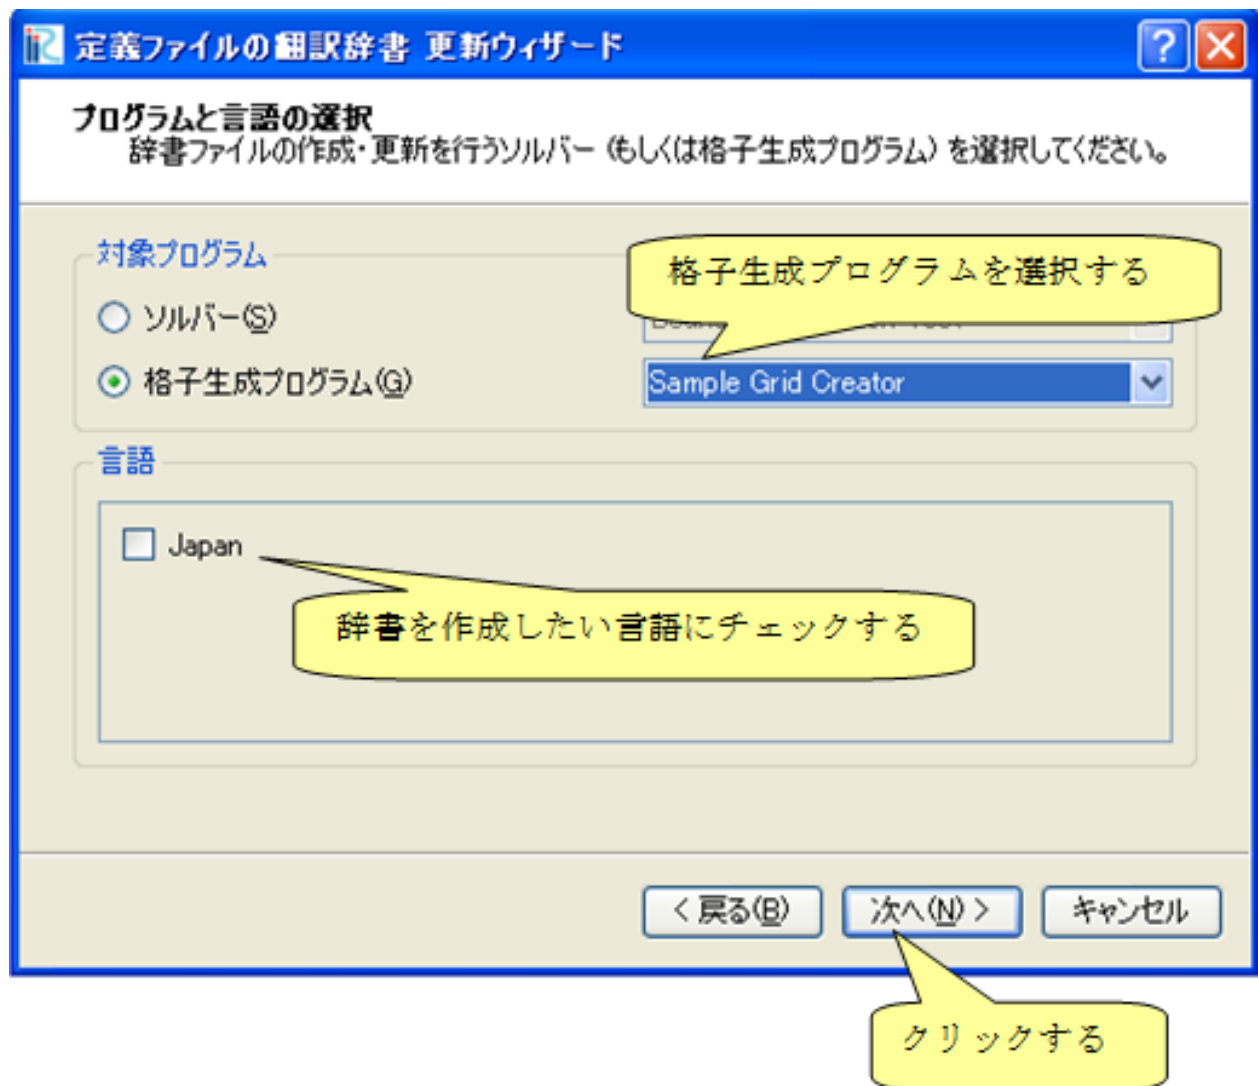 定義ファイルの翻訳辞書 更新ウィザード
プログラムと言語の選択
辞書ファイルの作成・更新を行うソルバー (もしくは格子生成プログラム) を選択してください。
対象プログラム
格子生成プログラムを選択する
ソルバー(S)
格子生成プログラム(G)
Sample Grid Creator
言語
Japan
辞書を作成したい言語にチェックする
< 戻る(B)
次へ(N) >
キャンセル
クリックする